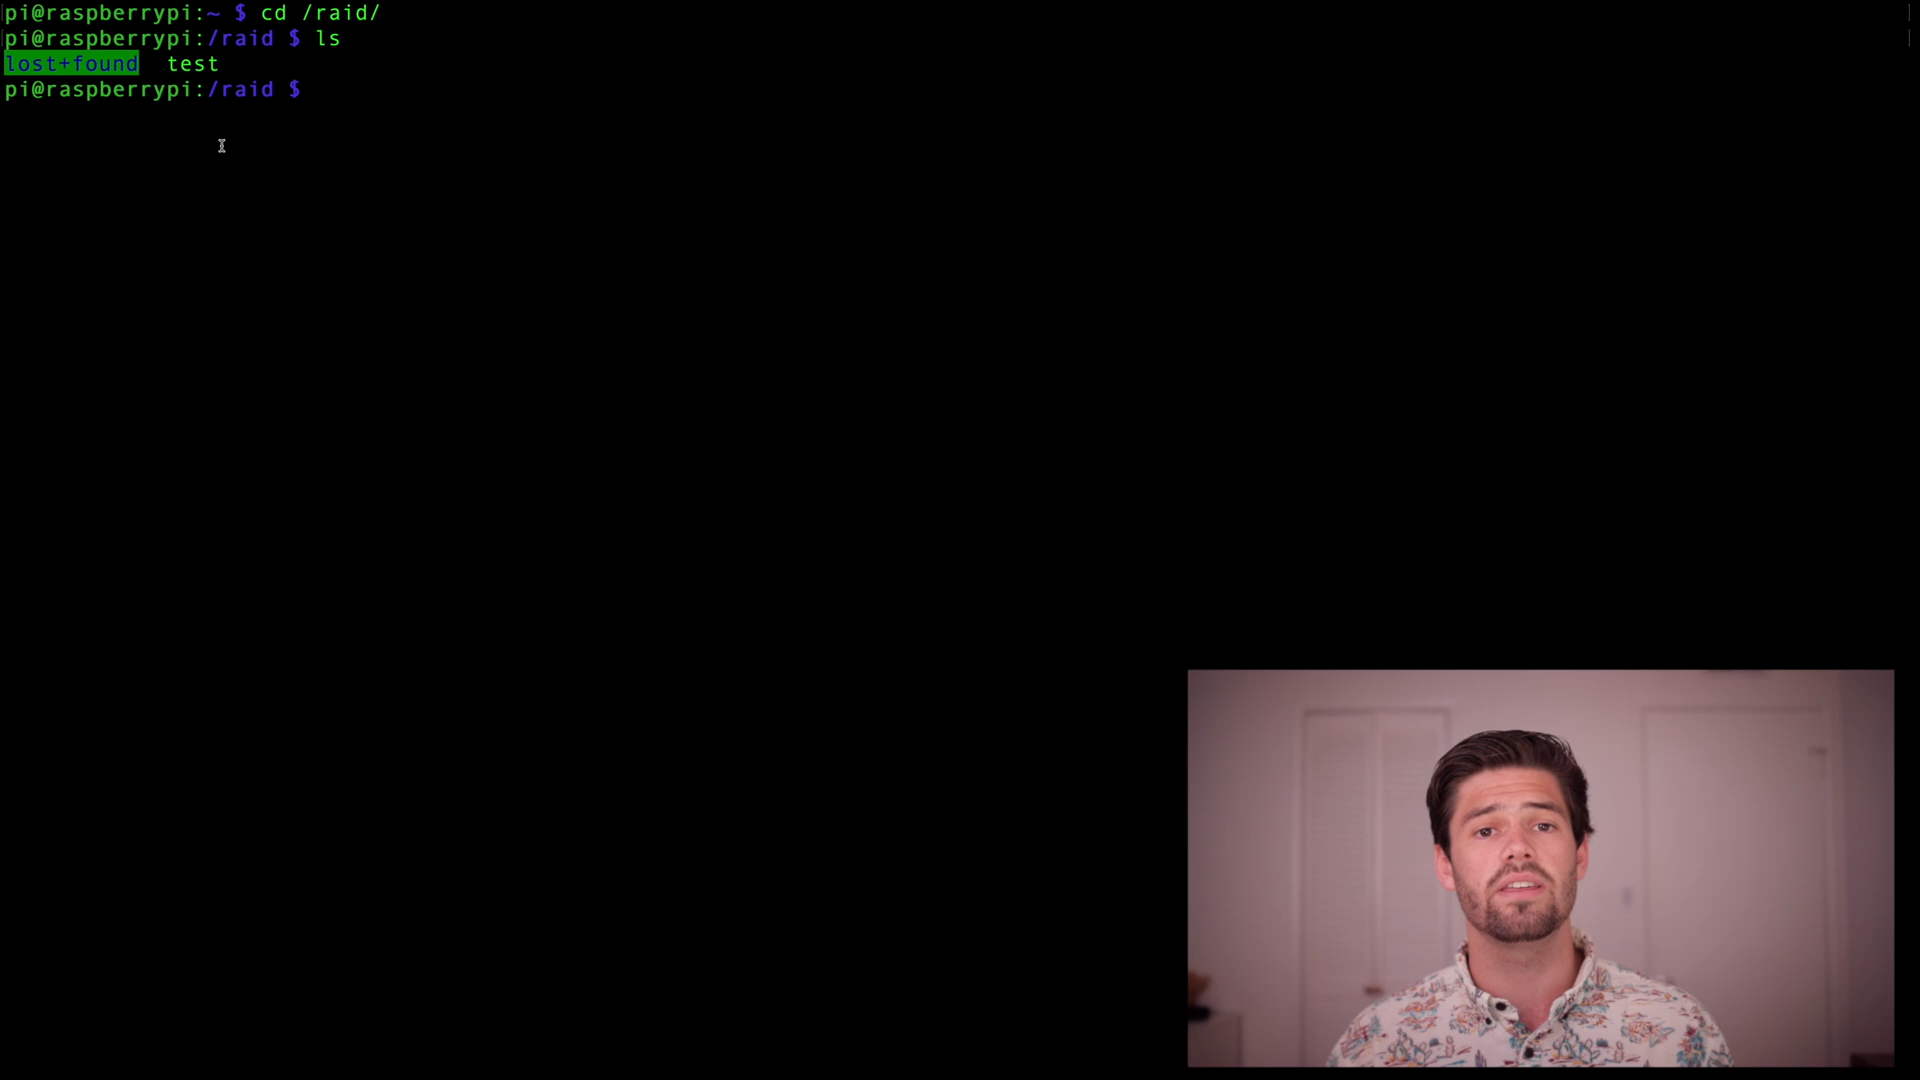 pi@raspberrypi:~ $ cd /raid/
pi@raspberrypi:/raid $ ls
lost+found  test
pi@raspberrypi:/raid $